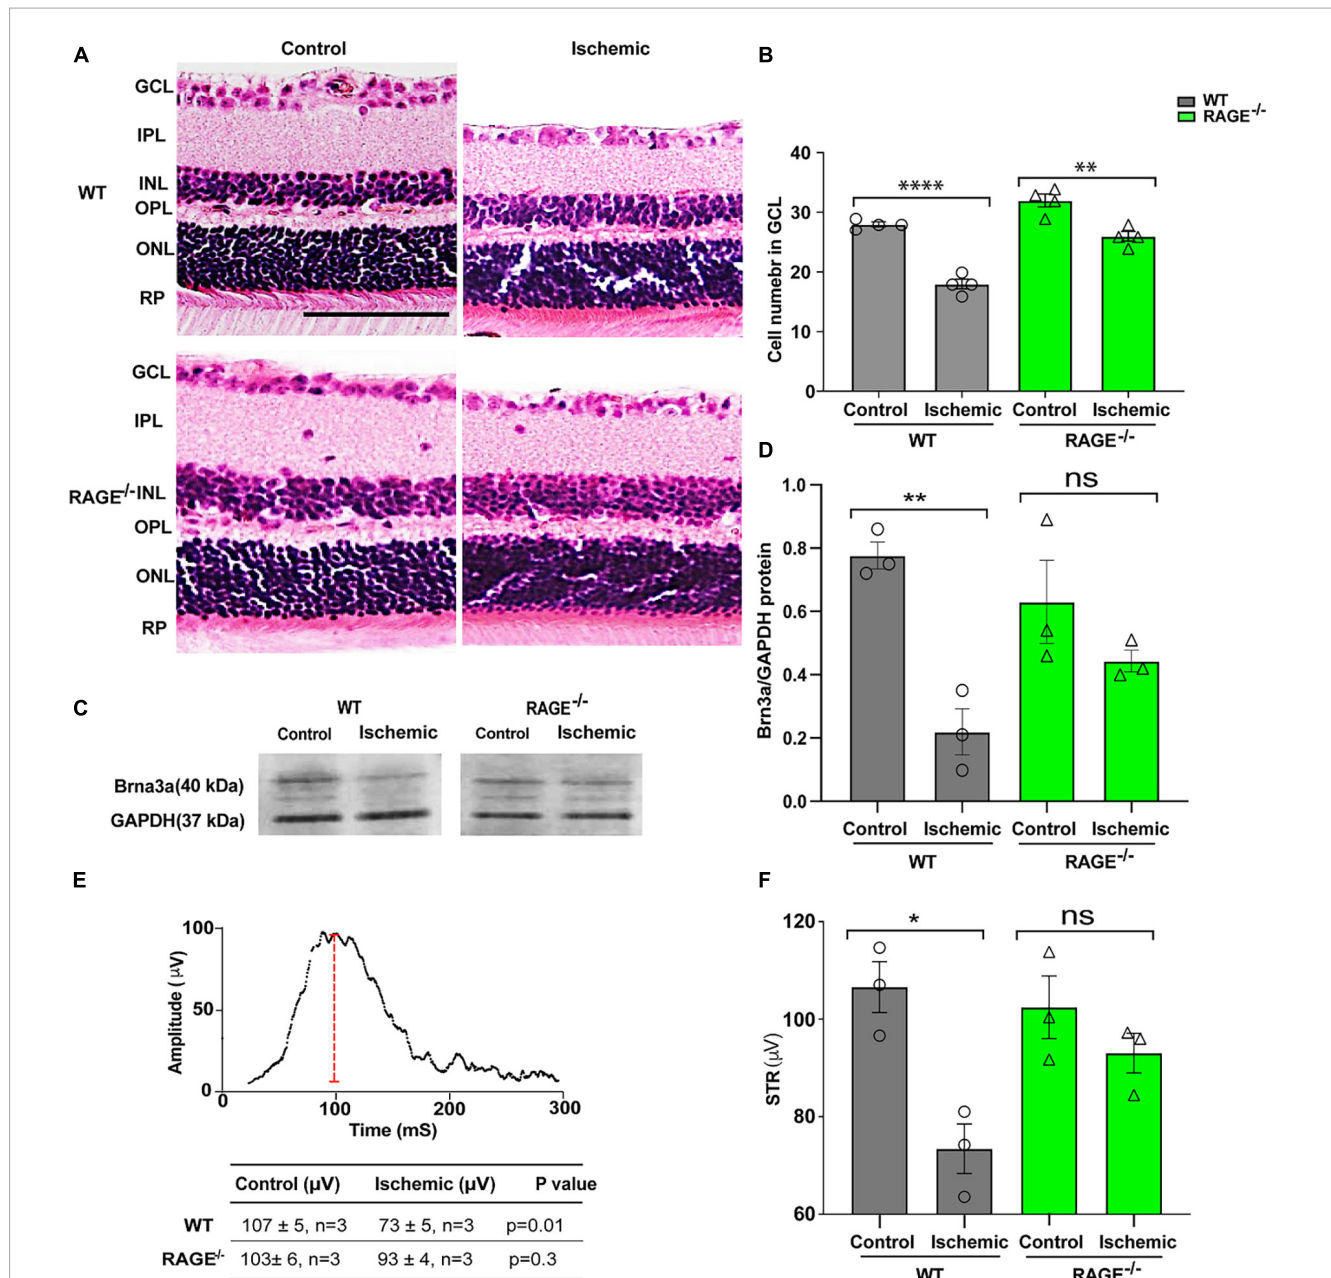 A
Control
Ischemic
GCL
IPL
WT
INL
OPL
ONL
RP
GCL
IPL
RAGE-/-
INL
OPL
ONL
RP
B
WT
RAGE-/-
Cell numebr in GCL
40
30
20
10
0
****
**
Control Ischemic Control Ischemic
WT RAGE-/-
C
WT RAGE-/-
Control Ischemic Control Ischemic
Brna3a(40 kDa)
GAPDH(37 kDa)
D
Brn3a/GAPDH protein
1.0
0.8
0.6
0.4
0.2
0.0
**
ns
Control Ischemic Control Ischemic
WT RAGE-/-
E
Amplitude (µV)
100
50
0
0 100 200 300
Time (mS)
Control (µV) Ischemic (µV) P value
WT 107 ± 5, n=3 73 ± 5, n=3 p=0.01
RAGE-/- 103± 6, n=3 93 ± 4, n=3 p=0.3
F
STR (µV)
120
100
80
60
*
ns
Control Ischemic Control Ischemic
WT RAGE-/-